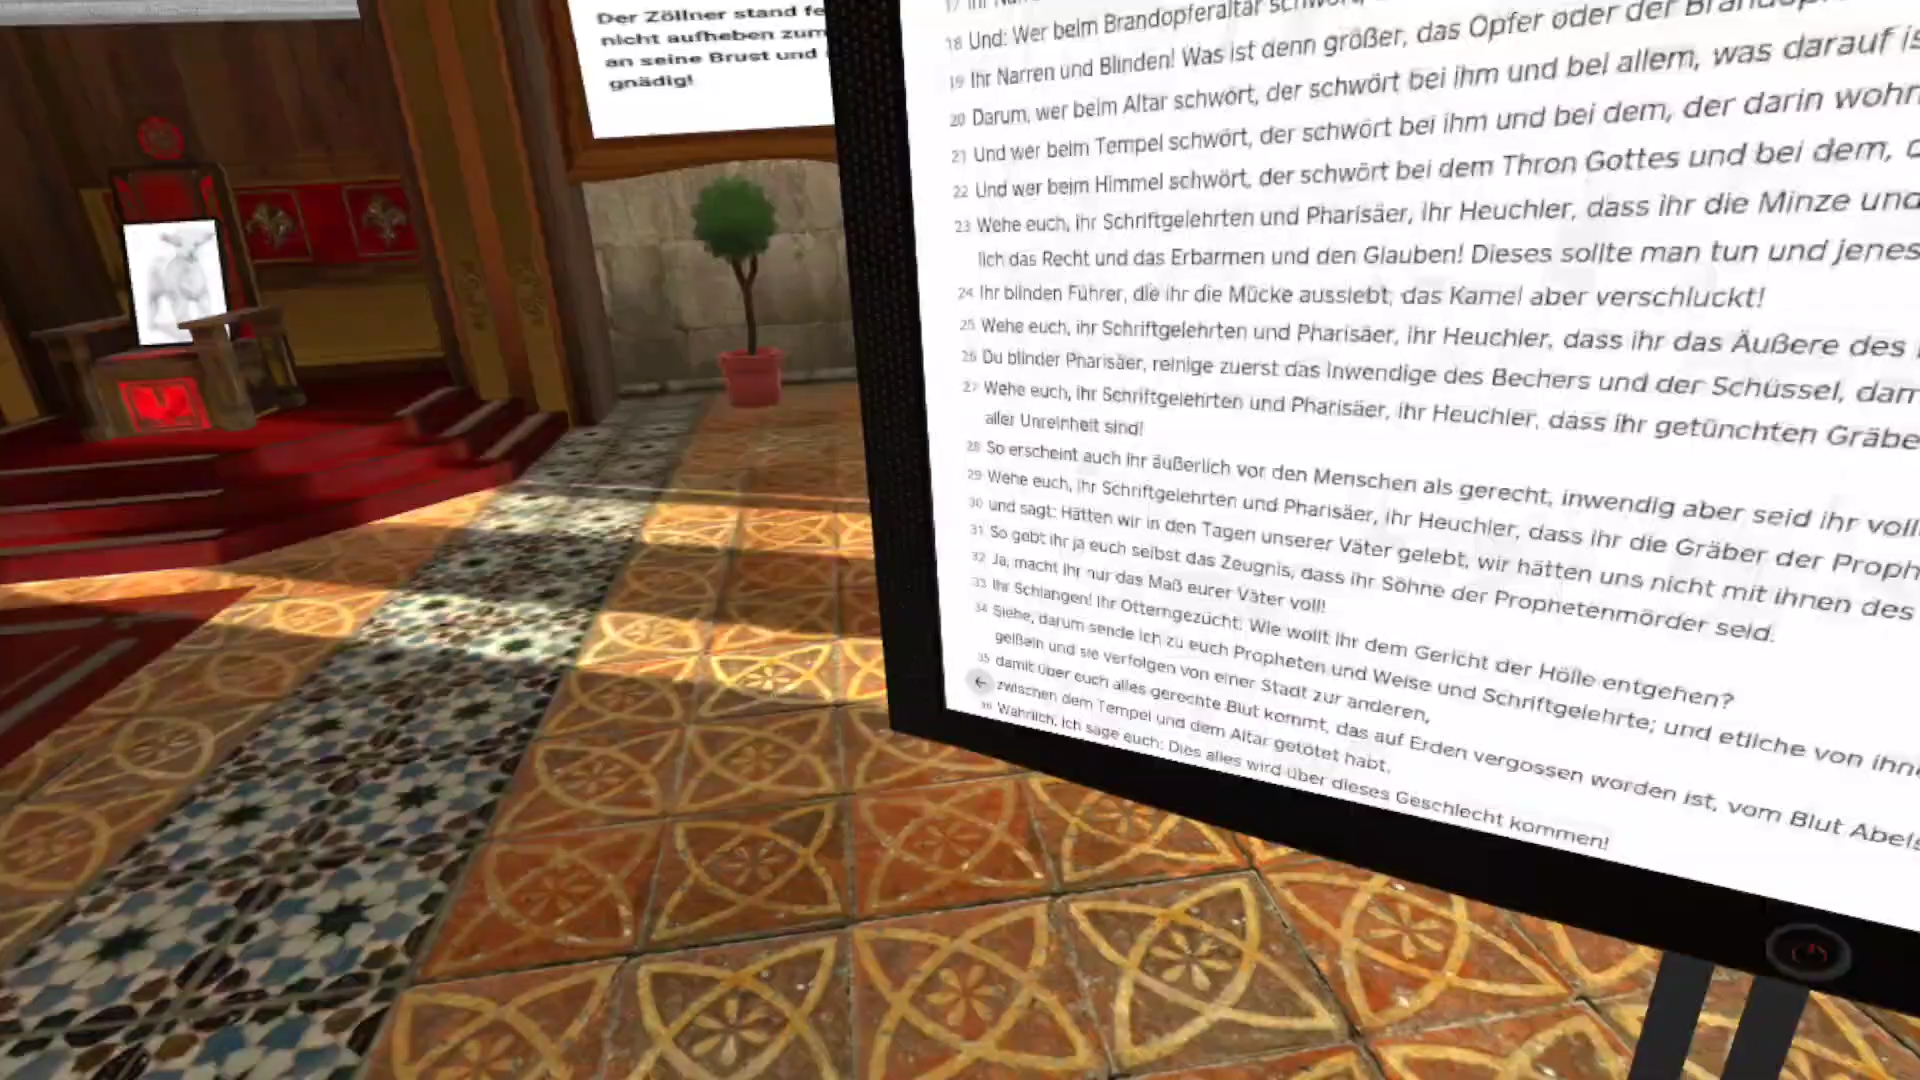 Der Zöllner stand fe
nicht aufheben zum
an seine Brust und
gnädig!
18 Und: Wer beim Brandopferaltar
19 Ihr Narren und Blinden! Was ist denn größer, das Opfer oder der
20 Darum, wer beim Altar schwört, der schwört bei ihm und bei allem, was darauf is
21 Und wer beim Tempel schwört, der schwört bei ihm und bei dem, der darin wohn
22 Und wer beim Himmel schwört, der schwört bei dem Thron Gottes und bei dem,
23 Wehe euch, ihr Schriftgelehrten und Pharisäer, ihr Heuchler, dass ihr die Minze und
lich das Recht und das Erbarmen und den Glauben! Dieses sollte man tun und jenes
24 Ihr blinden Führer, die ihr die Mücke aussiebt, das Kamel aber verschluckt!
25 Wehe euch, ihr Schriftgelehrten und Pharisäer, ihr Heuchler, dass ihr das Äußere des
26 Du blinder Pharisäer, reinige zuerst das Inwendige des Bechers und der Schüssel, dam
27 Wehe euch, ihr Schriftgelehrten und Pharisäer, ihr Heuchler, dass ihr getünchten Gräbe
aller Unreinheit sind!
28 So erscheint auch ihr äußerlich vor den Menschen als gerecht, inwendig aber seid ihr voll
29 Wehe euch, ihr Schriftgelehrten und Pharisäer, ihr Heuchler, dass ihr die Gräber der Proph
30 und sagt: Hätten wir in den Tagen unserer Väter gelebt, wir hätten uns nicht mit ihnen des
31 So gebt ihr ja euch selbst das Zeugnis, dass ihr Söhne der Prophetenmörder seid.
32 Ja, macht ihr nur das Maß eurer Väter voll!
33 Ihr Schlangen! Ihr Otterngezücht! Wie wollt ihr dem Gericht der Hölle entgehen?
34 Siehe, darum sende ich zu euch Propheten und Weise und Schriftgelehrte; und etliche von ihn
geißeln und sie verfolgen von einer Stadt zur anderen,
35 damit über euch alles gerechte Blut kommt, das auf Erden vergossen worden ist, vom Blut Abels
zwischen dem Tempel und dem Altar getötet habt.
36 Wahrlich, ich sage euch: Dies alles wird über dieses Geschlecht kommen!